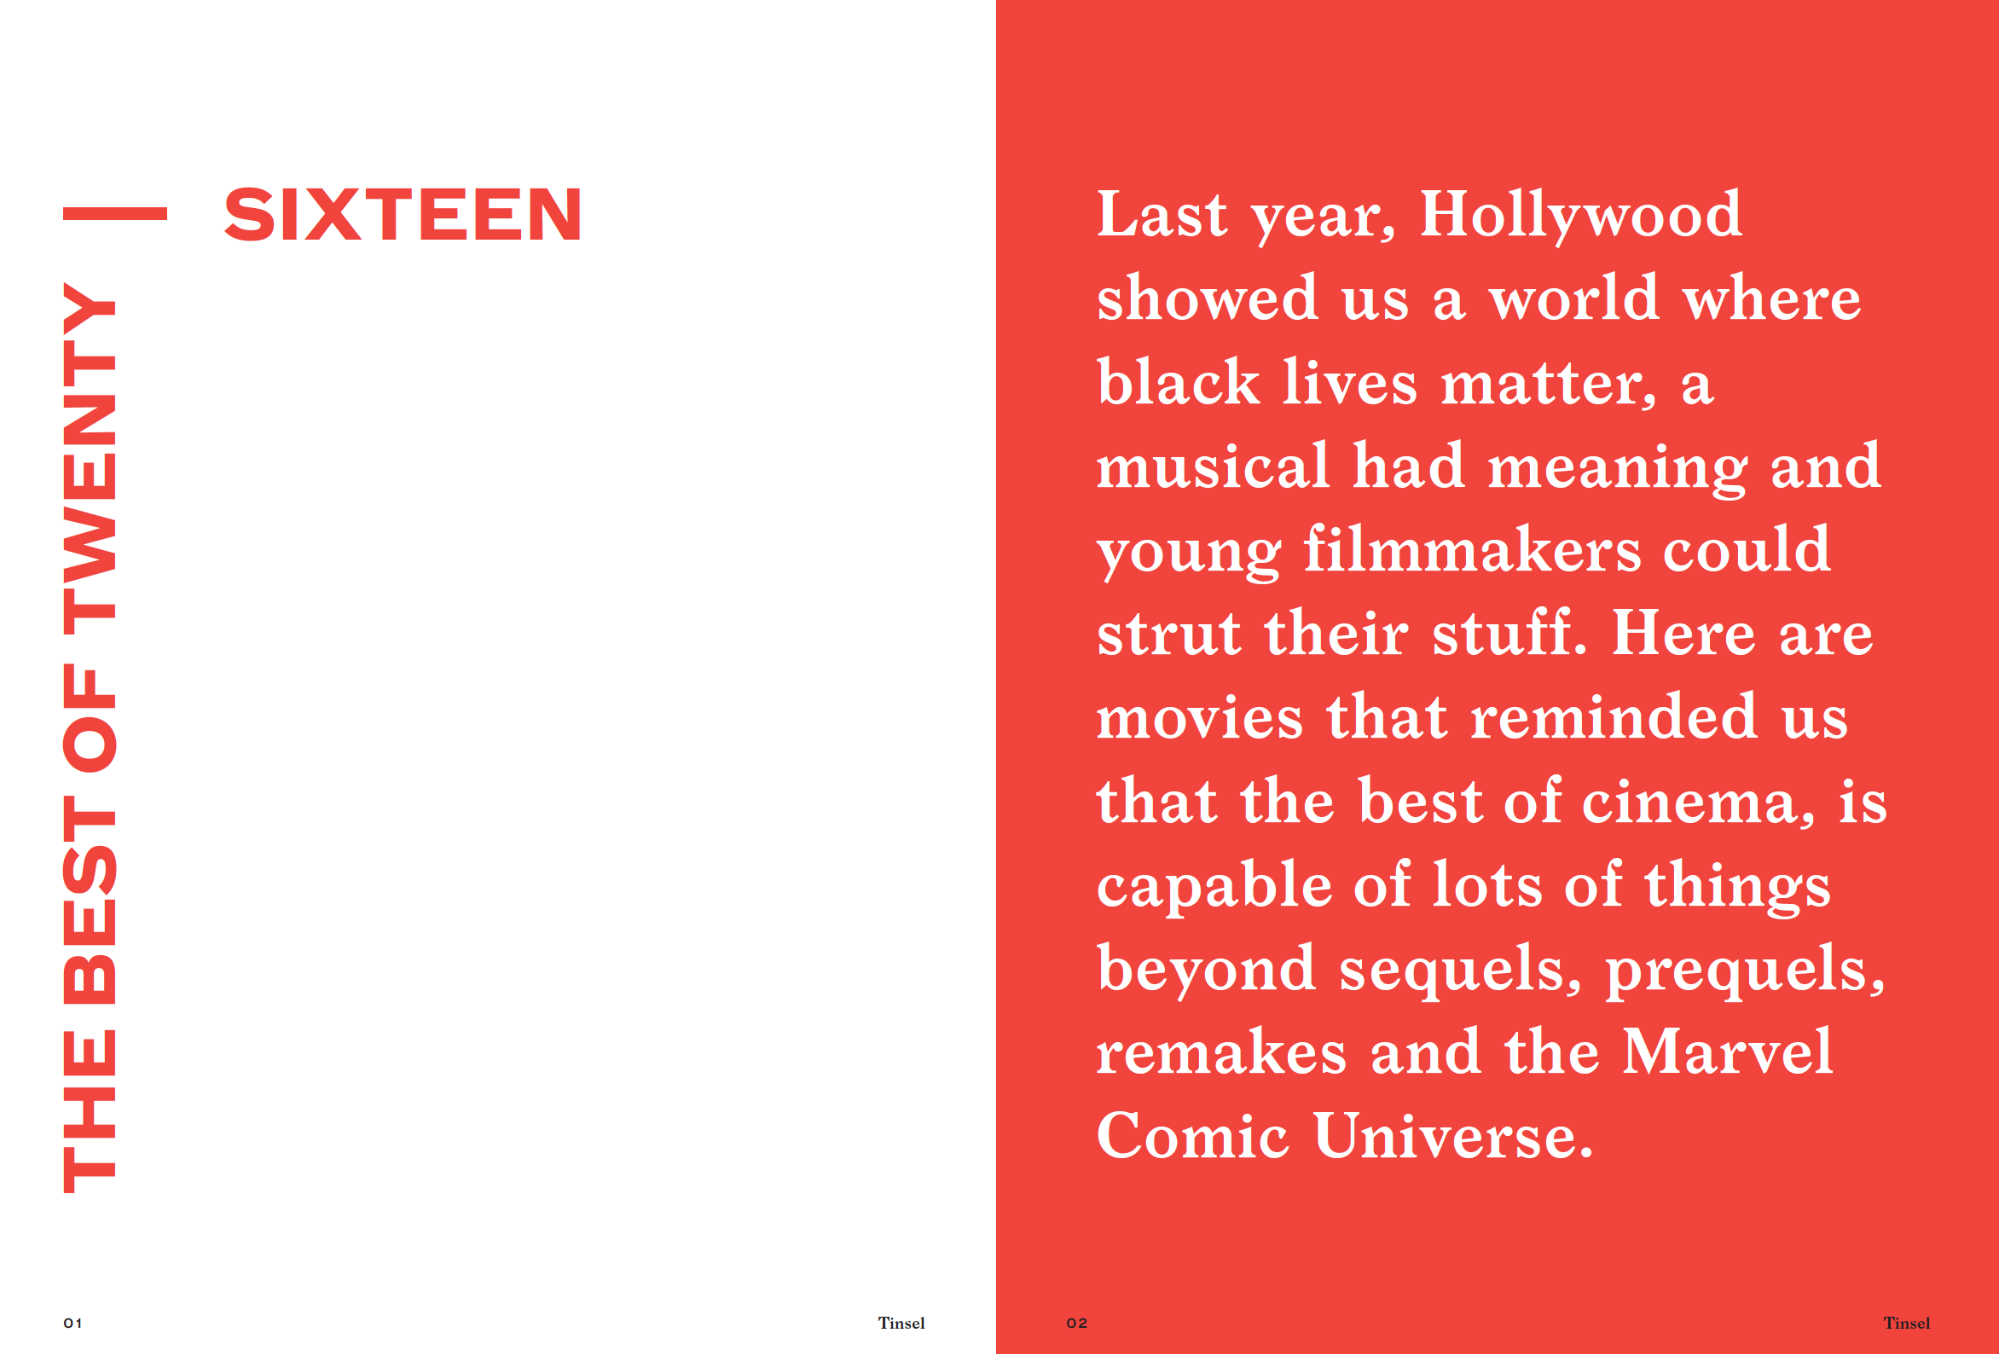 THE BEST OF TWENTY
— SIXTEEN
01
Tinsel
Last year, Hollywood
showed us a world where
black lives matter, a
musical had meaning and
young filmmakers could
strut their stuff. Here are
movies that reminded us
that the best of cinema, is
capable of lots of things
beyond sequels, prequels,
remakes and the Marvel
Comic Universe.
02
Tinsel